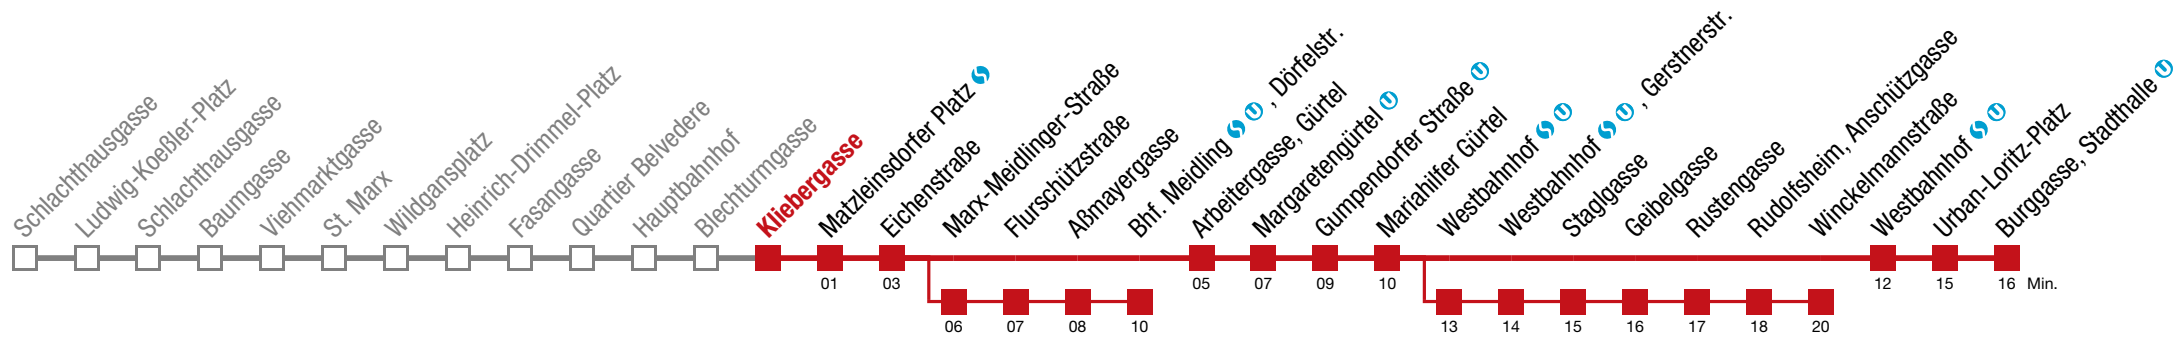 Schlachthausgasse
Ludwig-Koeßler-Platz
Schlachthausgasse
Baumgasse
Viehmarktgasse
St. Marx
Wildgansplatz
Heinrich-Drimmel-Platz
Fasangasse
Quartier Belvedere
Hauptbahnhof
Blechturmgasse
Kliebergasse
Matzleinsdorfer Platz S
Eichenstraße
Marx-Meidlinger-Straße
Flurschützstraße
Aßmayergasse
Bhf. Meidling S U , Dörfelstr.
Arbeitergasse, Gürtel
Margaretengürtel U
Gumpendorfer Straße U
Mariahilfer Gürtel
Westbahnhof S U
Westbahnhof S U , Gerstnerstr.
Staglgasse
Geibelgasse
Rustengasse
Rudolfsheim, Anschützgasse
Winckelmannstraße
Westbahnhof S U
Urban-Loritz-Platz
Burggasse, Stadthalle U
01 03 05 07 09 10 12 15 16 Min.
06 07 08 10 13 14 15 16 17 18 20